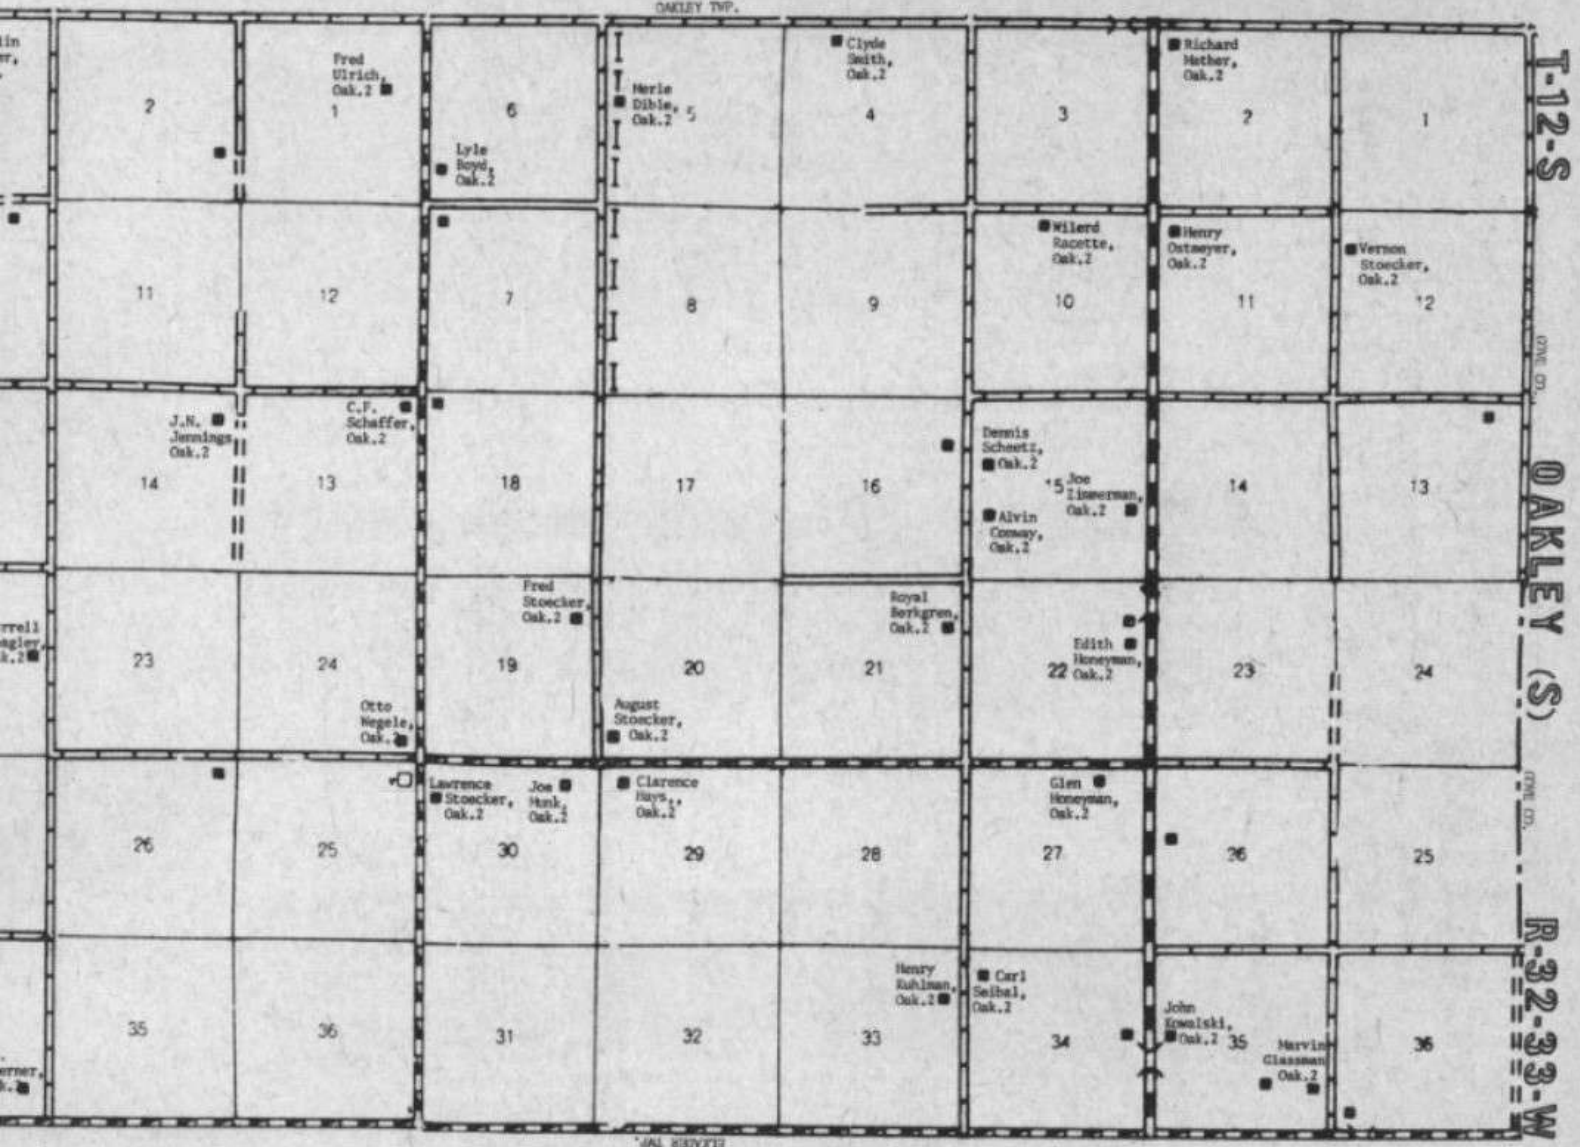 OAKLEY TWP.
2
Fred
Ulrich,
Oak.2
1
6
Lyle
Boyd,
Oak.2
Merle
Dible,
Oak.2
5
Clyde
Smith,
Oak.2
4
3
Richard
Mather,
Oak.2
2
1
T-12-S
11
12
7
8
9
Wilerd
Racette,
Oak.2
10
Henry
Ostmeyer,
Oak.2
11
Vernon
Stoecker,
Oak.2
12
GOVE CO.
J.N.
Jennings
Oak.2
14
C.F.
Schaffer,
Oak.2
13
18
17
16
Dennis
Scheetz,
Oak.2
15
Joe
Zimmerman,
Oak.2
Alvin
Conway,
Oak.2
14
13
OAKLEY (S)
23
24
Otto
Negele,
Oak.2
Fred
Stoecker,
Oak.2
19
20
August
Stoecker,
Oak.2
Royal
Berkgren,
Oak.2
21
22
Edith
Honeyman,
Oak.2
23
24
26
25
Lawrence
Stoecker,
Oak.2
Joe
Munk,
Oak.2
30
Clarence
Hays,,
Oak.2
29
28
Glen
Honeyman,
Oak.2
27
26
25
GOVE CO.
35
36
31
32
Henry
Kuhlman,
Oak.2
33
Carl
Seibel,
Oak.2
34
John
Kowalski,
Oak.2
35
Marvin
Glassman
Oak.2
36
R-32-33-W